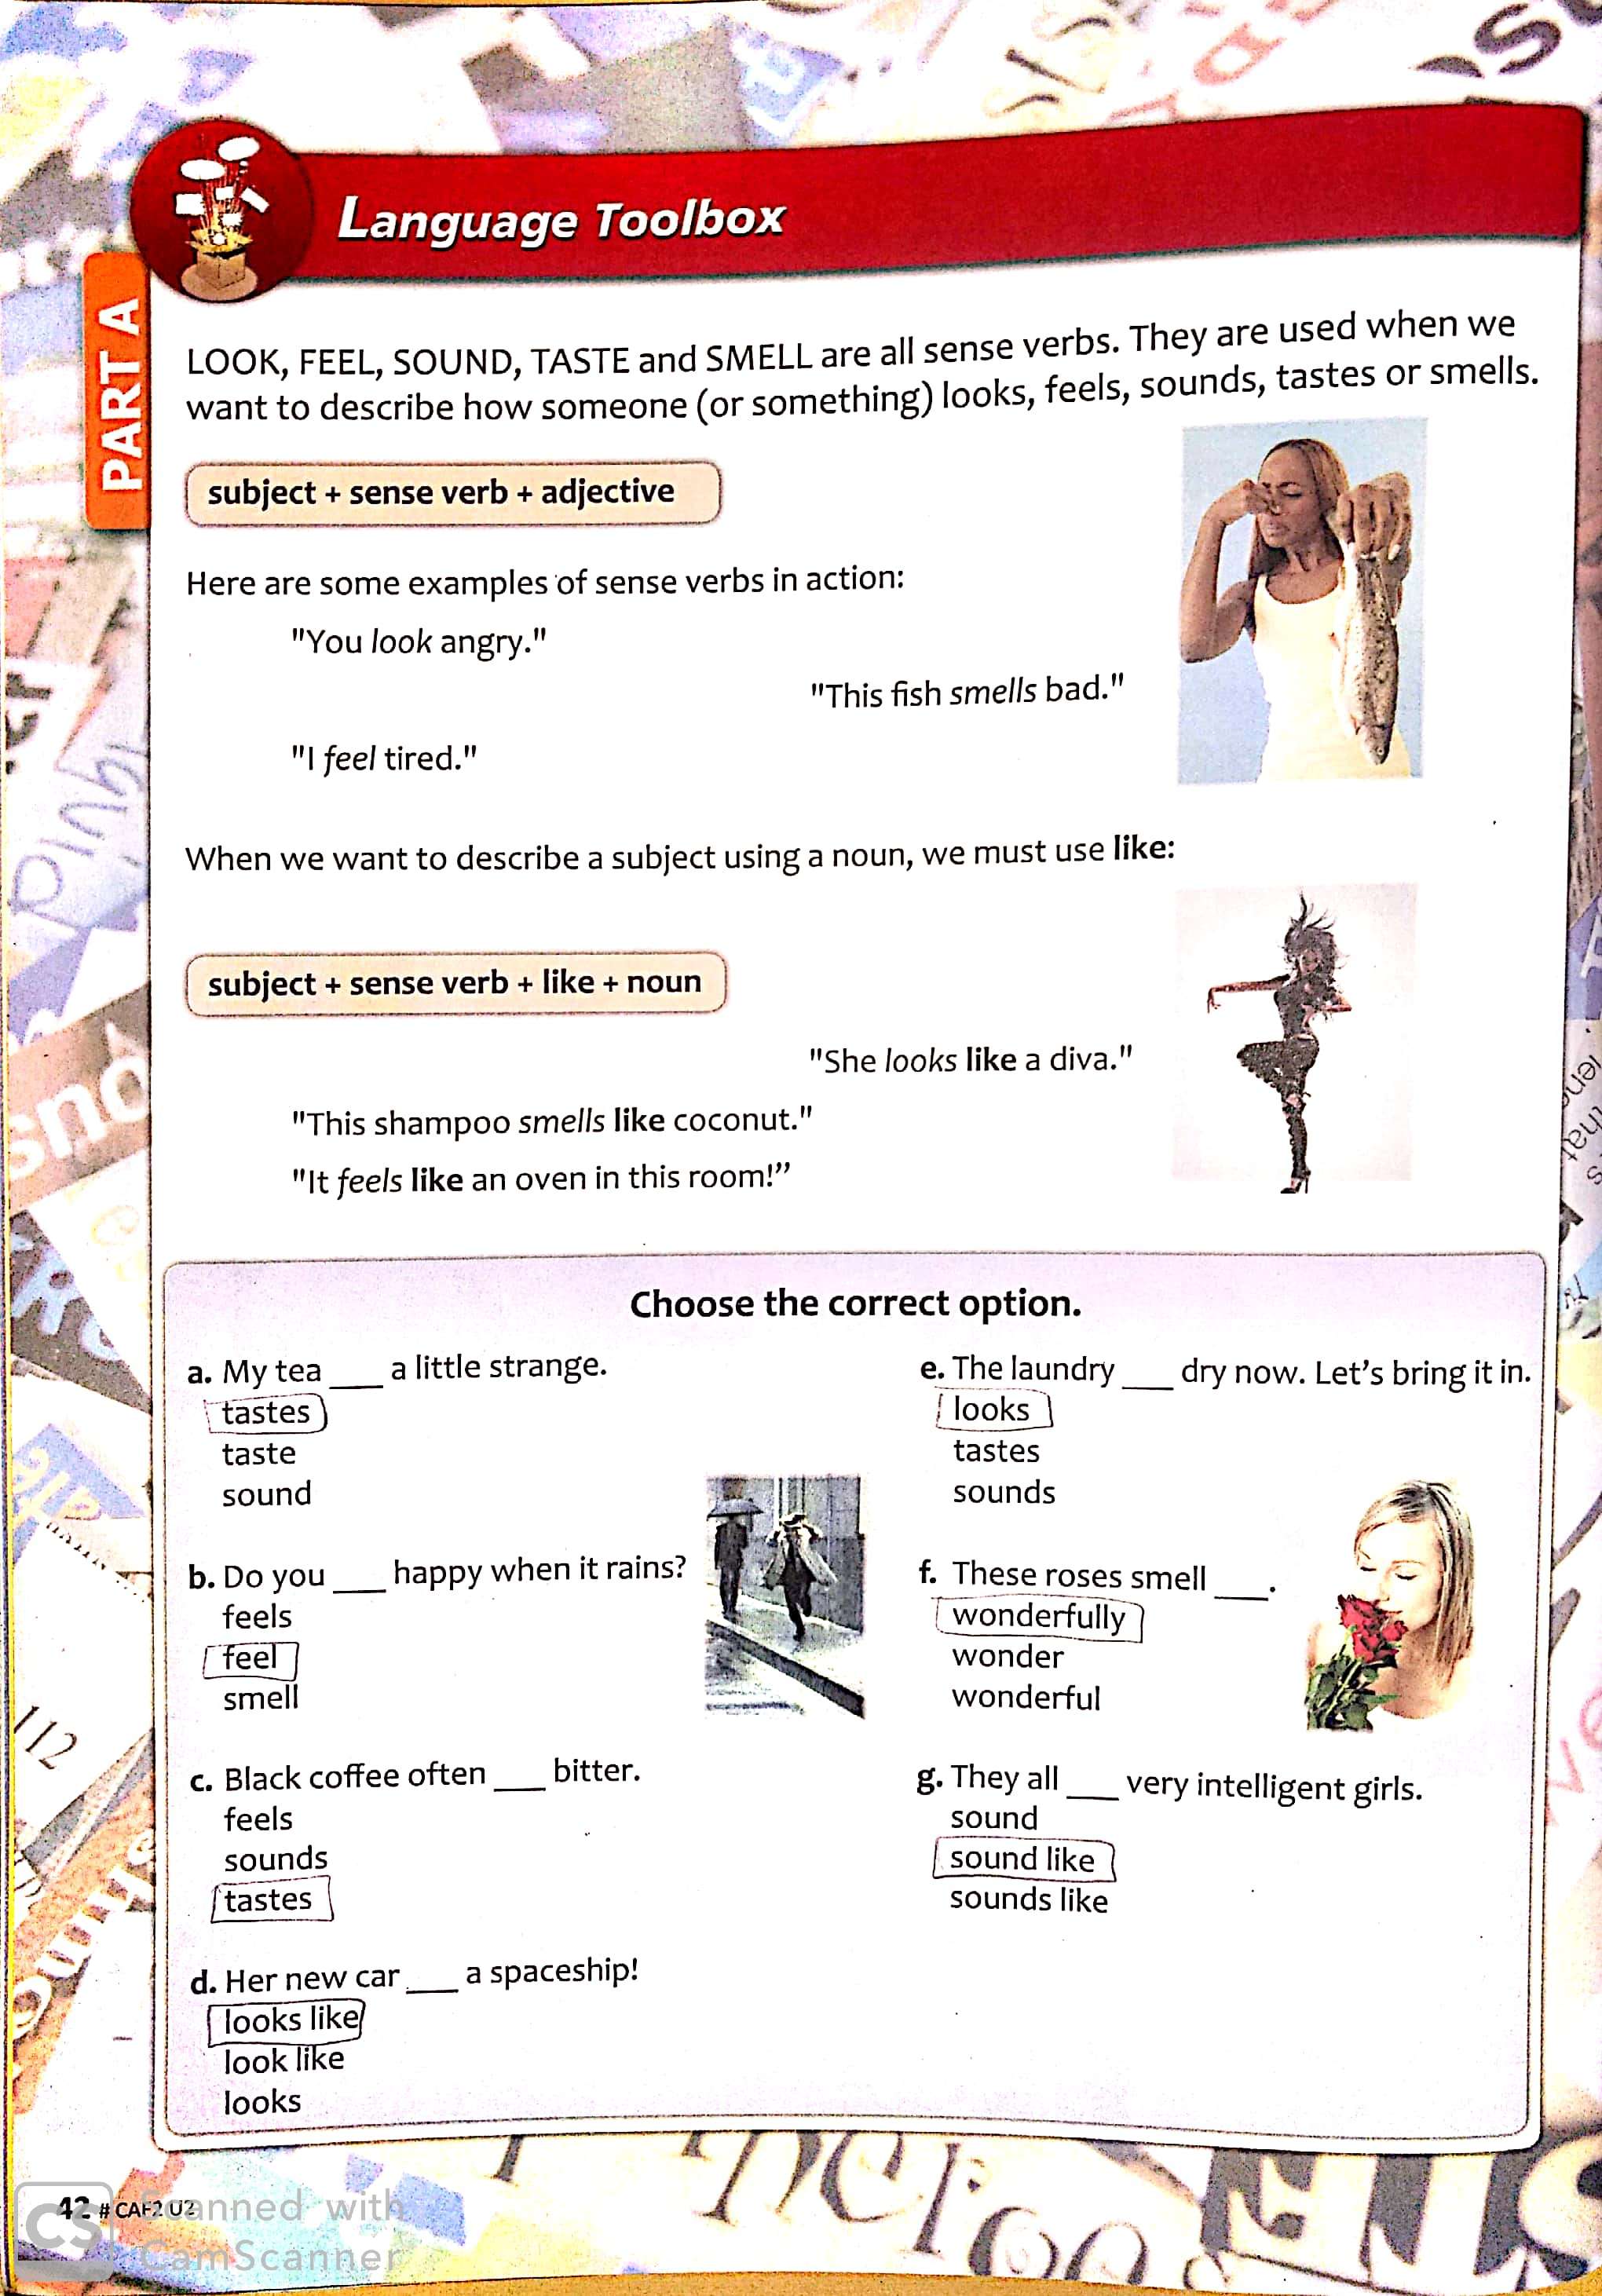 Language Toolbox
PART A
LOOK, FEEL, SOUND, TASTE and SMELL are all sense verbs. They are used when we
want to describe how someone (or something) looks, feels, sounds, tastes or smells.
subject + sense verb + adjective
Here are some examples of sense verbs in action:
"You look angry."
"This fish smells bad."
"I feel tired."
When we want to describe a subject using a noun, we must use like:
subject + sense verb + like + noun
"She looks like a diva."
"This shampoo smells like coconut."
"It feels like an oven in this room!”
Choose the correct option.
a. My tea ___ a little strange.
tastes
taste
sound
b. Do you ___ happy when it rains?
feels
feel
smell
c. Black coffee often ___ bitter.
feels
sounds
tastes
d. Her new car ___ a spaceship!
looks like
look like
looks
e. The laundry ___ dry now. Let's bring it in.
looks
tastes
sounds
f. These roses smell ___.
wonderfully
wonder
wonderful
g. They all ___ very intelligent girls.
sound
sound like
sounds like
42 # CAF2 U2
CS Scanned with
CamScanner